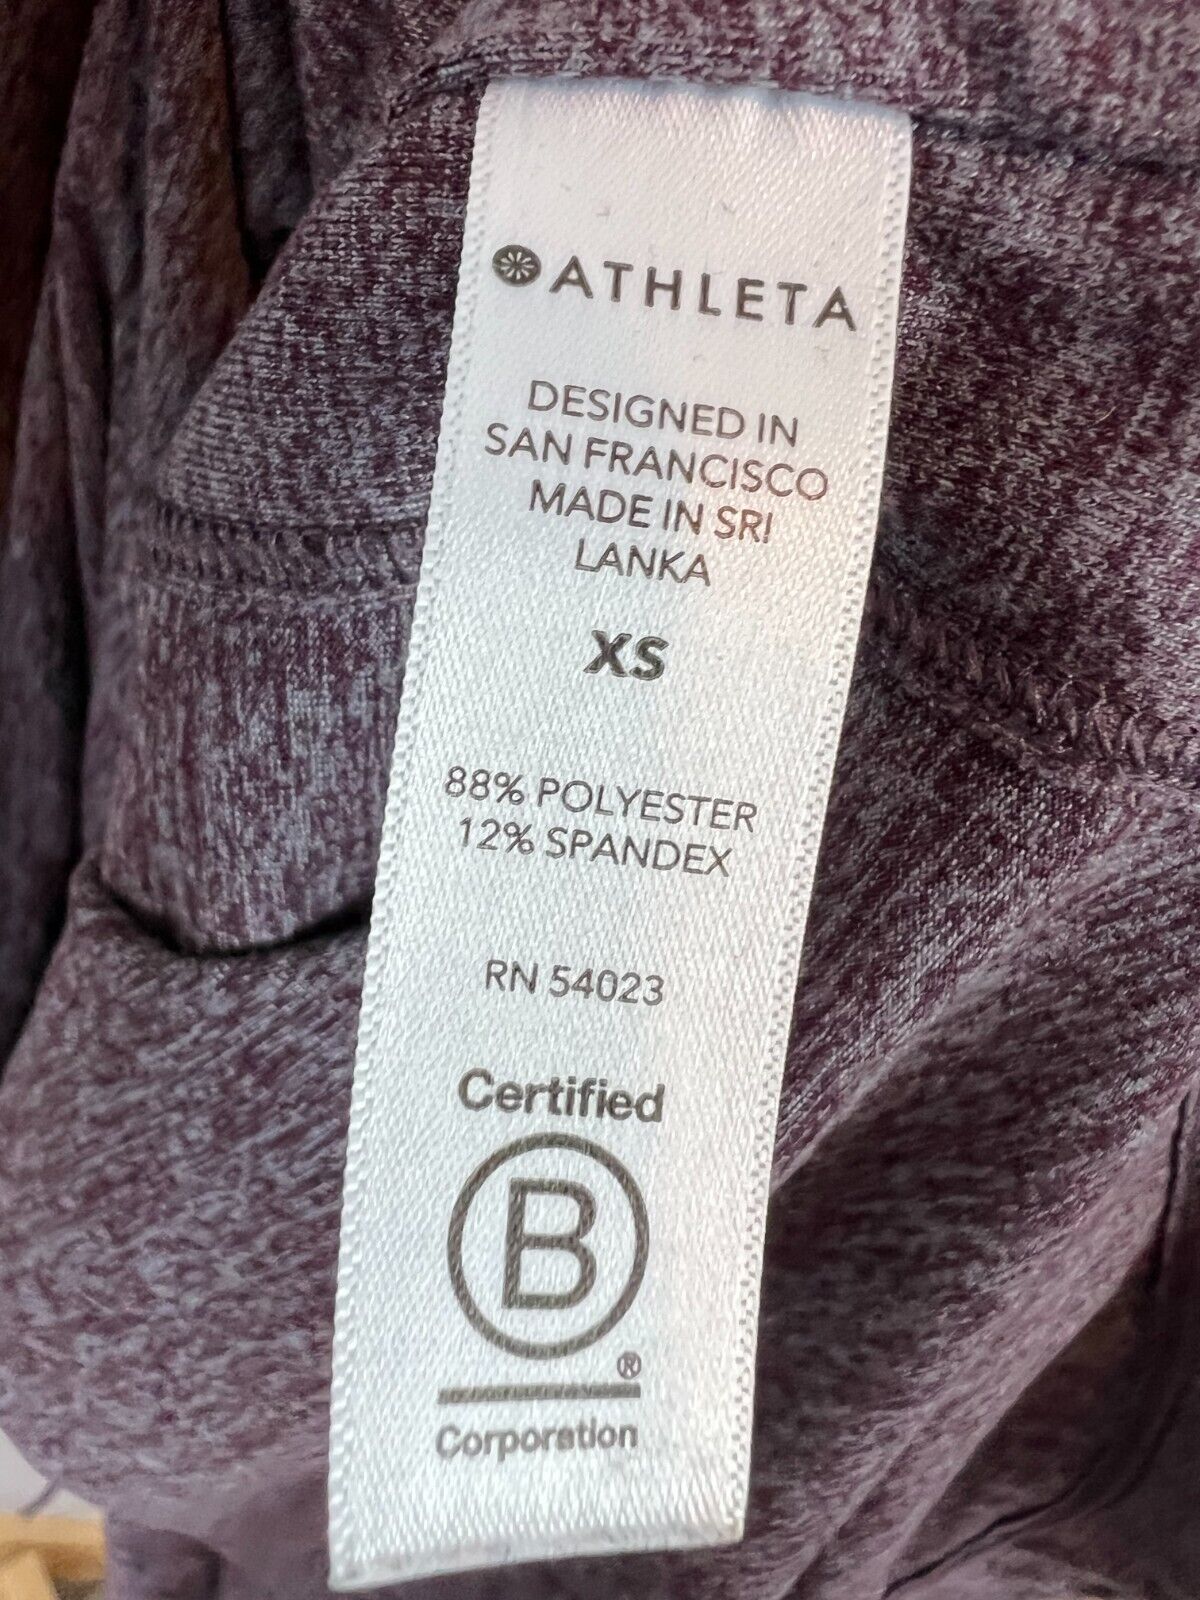 ATHLETA
DESIGNED IN
SAN FRANCISCO
MADE IN SRI
LANKA
XS
88% POLYESTER
12% SPANDEX
RN 54023
Certified
B
®
Corporation